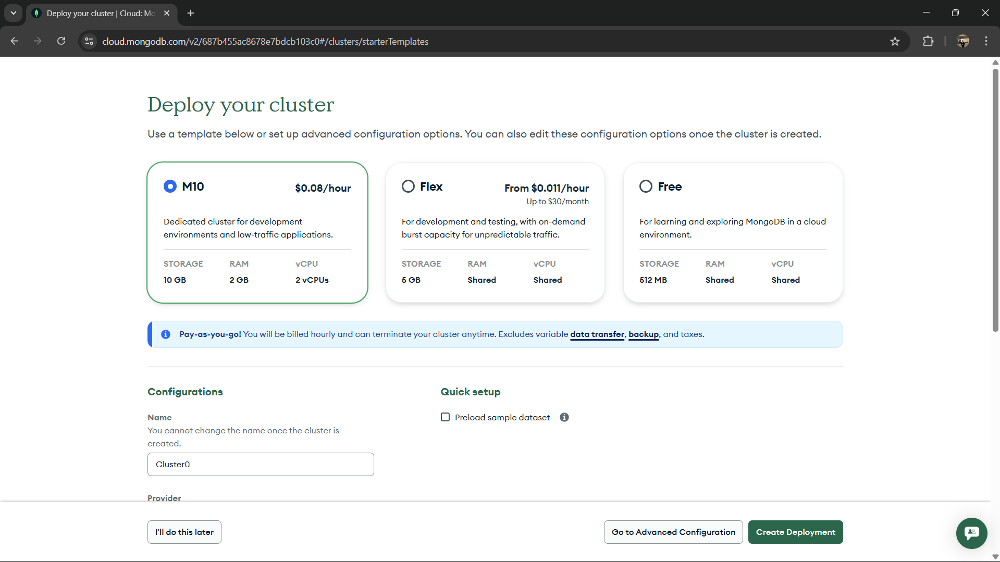 Deploy your cluster | Cloud: Mo
cloud.mongodb.com/v2/687b455ac8678e7bdcb103c0#/clusters/starterTemplates
Deploy your cluster
Use a template below or set up advanced configuration options. You can also edit these configuration options once the cluster is created.
M10
$0.08/hour
Dedicated cluster for development
environments and low-traffic applications.
STORAGE RAM vCPU
10 GB 2 GB 2 vCPUs
Flex
From $0.011/hour
Up to $30/month
For development and testing, with on-demand
burst capacity for unpredictable traffic.
STORAGE RAM vCPU
5 GB Shared Shared
Free
For learning and exploring MongoDB in a cloud
environment.
STORAGE RAM vCPU
512 MB Shared Shared
Pay-as-you-go! You will be billed hourly and can terminate your cluster anytime. Excludes variable data transfer, backup, and taxes.
Configurations
Name
You cannot change the name once the cluster is
created.
Cluster0
Provider
Quick setup
Preload sample dataset
I'll do this later
Go to Advanced Configuration
Create Deployment